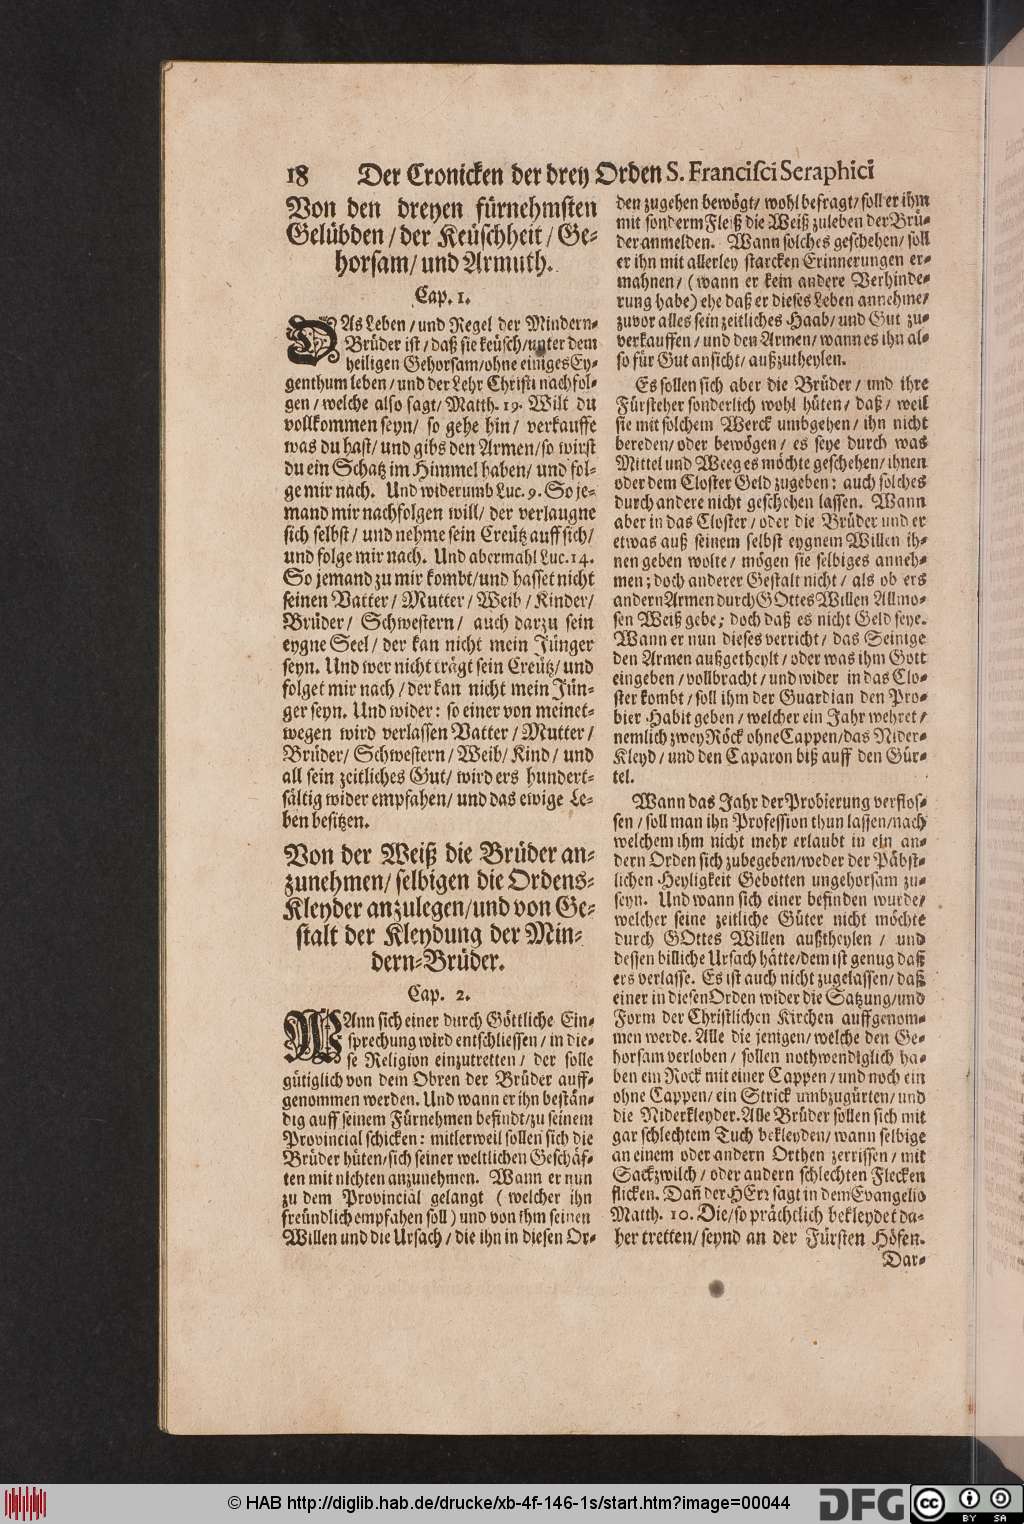 18 Der Cronicken der drey Orden S. Francisci Seraphici
Von den dreyen fürnehmsten
Gelübden / der Keüschheit / Ge-
horsam / und Armuth.
Cap. 1.
DAs Leben / und Regel der Mindern-
Brüder ist / daß sie keüsch / unter dem
heiligen Gehorsam / ohne einiges Ey-
genthum leben / und der Lehr Christi nachfol-
gen / welche also sagt / Matth. 19. Wilt du
vollkommen seyn / so gehe hin / verkauffe
was du hast / und gibs den Armen / so wirst
du ein Schatz im Himmel haben / und fol-
ge mir nach. Und widerumb Luc. 9. So je-
mand mir nachfolgen will / der verlaugne
sich selbst / und nehme sein Creütz auff sich /
und folge mir nach. Und abermahl Luc. 14.
So jemand zu mir kombt / und hasset nicht
seinen Vatter / Mutter / Weib / Kinder /
Brüder / Schwestern / auch darzu sein
eygne Seel / der kan nicht mein Jünger
seyn. Und wer nicht trägt sein Creütz / und
folget mir nach / der kan nicht mein Jün-
ger seyn. Und wider : so einer von meinet-
wegen wird verlassen Vatter / Mutter /
Brüder / Schwestern / Weib / Kind / und
all sein zeitliches Gut / wird ers hundert-
fältig wider empfahen / und das ewige Le-
ben besitzen.
Von der Weiß die Brüder an-
zunehmen / selbigen die Ordens-
Kleyder anzulegen / und von Ge-
stalt der Kleydung der Min-
dern-Brüder.
Cap. 2.
WAnn sich einer durch Göttliche Ein-
sprechung wird entschliessen / in die-
se Religion einzutretten / der solle
gütiglich von dem Obren der Brüder auff-
genommen werden. Und wann er ihn bestän-
dig auff seinem Fürnehmen befindt / zu seinem
Provincial schicken : mitlerweil sollen sich die
Brüder hüten / sich seiner weltlichen Geschäf-
ten mit nichten anzunehmen. Wann er nun
zu dem Provincial gelangt ( welcher ihn
freündlich empfahen soll ) und von ihm seinen
Willen und die Ursach / die ihn in diesen Or-
den zugehen bewögt / wohl befragt / soll er ihm
mit sonderm Fleiß die Weiß zuleben der Brü-
der anmelden. Wann solches geschehen / soll
er ihn mit allerley starcken Erinnerungen er-
mahnen / ( wann er kein andere Verhinde-
rung habe ) ehe daß er dieses Leben annehme /
zuvor alles sein zeitliches Haab / und Gut zu-
verkauffen / und den Armen / wann es ihn al-
so für Gut ansicht / außzutheylen.
Es sollen sich aber die Brüder / und ihre
Fürsteher sonderlich wohl hüten / daß / weil
sie mit solchem Werck umbgehen / ihn nicht
bereden / oder bewögen / es seye durch was
Mittel und Weeg es möchte geschehen / ihnen
oder dem Closter Geld zugeben : auch solches
durch andere nicht geschehen lassen. Wann
aber in das Closter / oder die Brüder und er
etwas auß seinem selbst eygnem Willen ih-
nen geben wolte / mögen sie selbiges anneh-
men ; doch anderer Gestalt nicht / als ob ers
andern Armen durch GOttes Willen Allmo-
sen Weiß gebe ; doch daß es nicht Geld seye.
Wann er nun dieses verricht / das Seinige
den Armen außgetheylt / oder was ihm Gott
eingeben / vollbracht / und wider in das Clo-
ster kombt / soll ihm der Guardian den Pro-
bier Habit geben / welcher ein Jahr wehret /
nemlich zwey Röck ohne Cappen / das Nider-
Kleyd / und den Caparon biß auff den Gür-
tel.
Wann das Jahr der Probierung verflos-
sen / soll man ihn Profession thun lassen / nach
welchem ihm nicht mehr erlaubt in ein an-
dern Orden sich zubegeben / weder der Päbst-
lichen Heyligkeit Gebotten ungehorsam zu-
seyn. Und wann sich einer befinden wurde /
welcher seine zeitliche Güter nicht möchte
durch GOttes Willen außtheylen / und
dessen billiche Ursach hätte / dem ist genug daß
ers verlasse. Es ist auch nicht zugelassen / daß
einer in diesen Orden wider die Satzung / und
Form der Christlichen Kirchen auffgenom-
men werde. Alle die jenigen / welche den Ge-
horsam verloben / sollen nothwendiglich ha-
ben ein Rock mit einer Cappen / und noch ein
ohne Cappen / ein Strick umbzugürten / und
die Niderkleyder. Alle Brüder sollen sich mit
gar schlechtem Tuch bekleyden / wann selbige
an einem oder andern Orthen zerrissen / mit
Sackzwilch / oder andern schlechten Flecken
flicken. Dañ der HErr sagt in dem Evangelio
Matth. 10. Die / so prächtlich bekleydet da-
her tretten / seynd an der Fürsten Höfen.
Dar-
© HAB http://diglib.hab.de/drucke/xb-4f-146-1s/start.htm?image=00044
DFG
cc
BY SA